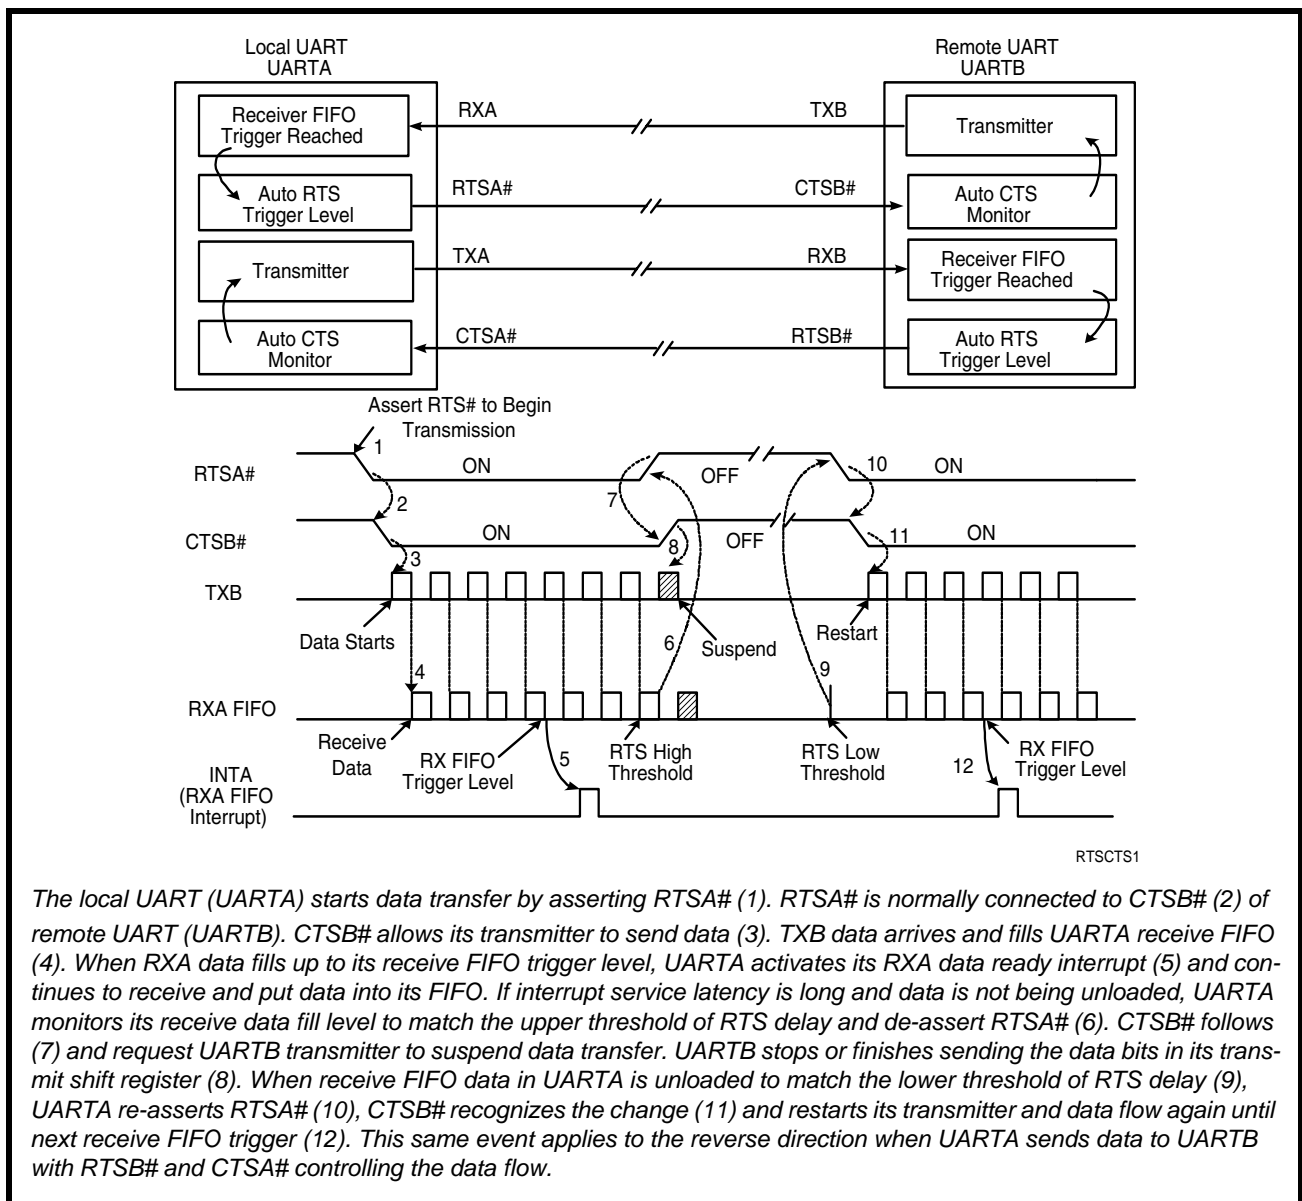 Local UART
UARTA
Remote UART
UARTB
Receiver FIFO
Trigger Reached
RXA
TXB
Transmitter
Auto RTS
Trigger Level
RTSA#
CTSB#
Auto CTS
Monitor
Transmitter
TXA
RXB
Receiver FIFO
Trigger Reached
Auto CTS
Monitor
CTSA#
RTSB#
Auto RTS
Trigger Level
Assert RTS# to Begin
Transmission
1
RTSA#
ON
OFF
10
ON
2
7
CTSB#
ON
OFF
11
ON
3
8
TXB
Data Starts
6
Suspend
Restart
4
9
RXA FIFO
Receive
Data
RX FIFO
Trigger Level
5
RTS High
Threshold
RTS Low
Threshold
12
RX FIFO
Trigger Level
INTA
(RXA FIFO
Interrupt)
RTSCTS1
The local UART (UARTA) starts data transfer by asserting RTSA# (1). RTSA# is normally connected to CTSB# (2) of
remote UART (UARTB). CTSB# allows its transmitter to send data (3). TXB data arrives and fills UARTA receive FIFO
(4). When RXA data fills up to its receive FIFO trigger level, UARTA activates its RXA data ready interrupt (5) and con-
tinues to receive and put data into its FIFO. If interrupt service latency is long and data is not being unloaded, UARTA
monitors its receive data fill level to match the upper threshold of RTS delay and de-assert RTSA# (6). CTSB# follows
(7) and request UARTB transmitter to suspend data transfer. UARTB stops or finishes sending the data bits in its trans-
mit shift register (8). When receive FIFO data in UARTA is unloaded to match the lower threshold of RTS delay (9),
UARTA re-asserts RTSA# (10), CTSB# recognizes the change (11) and restarts its transmitter and data flow again until
next receive FIFO trigger (12). This same event applies to the reverse direction when UARTA sends data to UARTB
with RTSB# and CTSA# controlling the data flow.